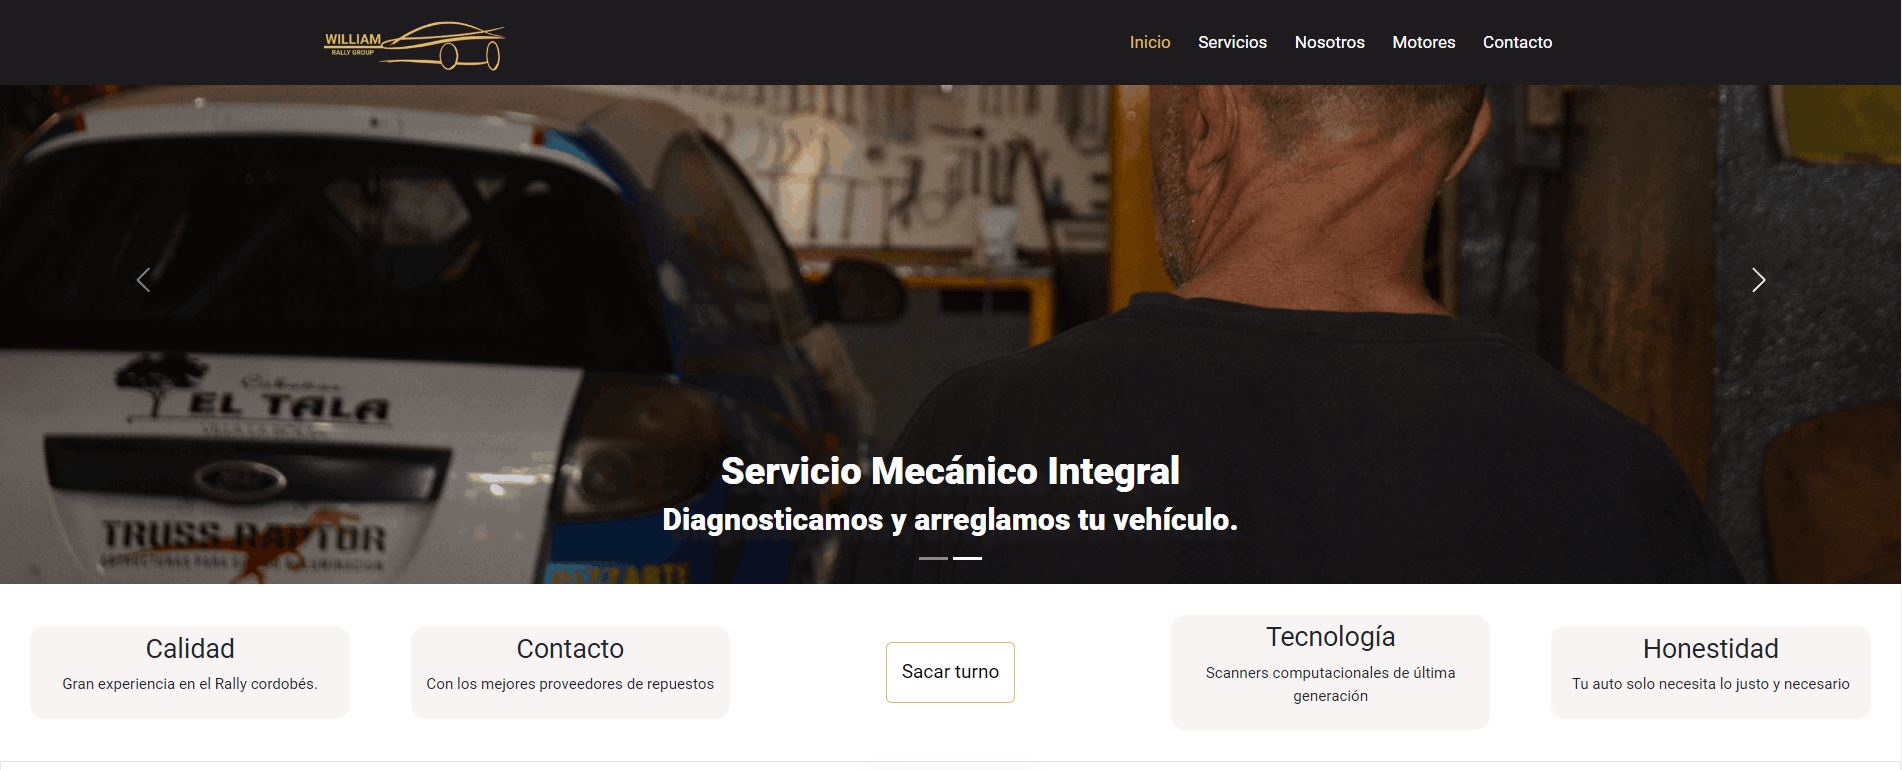 WILLIAM
RALLY GROUP
Inicio Servicios Nosotros Motores Contacto
Cabañas
EL TALA
TRUSS RAPTOR
Servicio Mecánico Integral
Diagnosticamos y arreglamos tu vehículo.
Calidad
Gran experiencia en el Rally cordobés.
Contacto
Con los mejores proveedores de repuestos
Sacar turno
Tecnología
Scanners computacionales de última
generación
Honestidad
Tu auto solo necesita lo justo y necesario